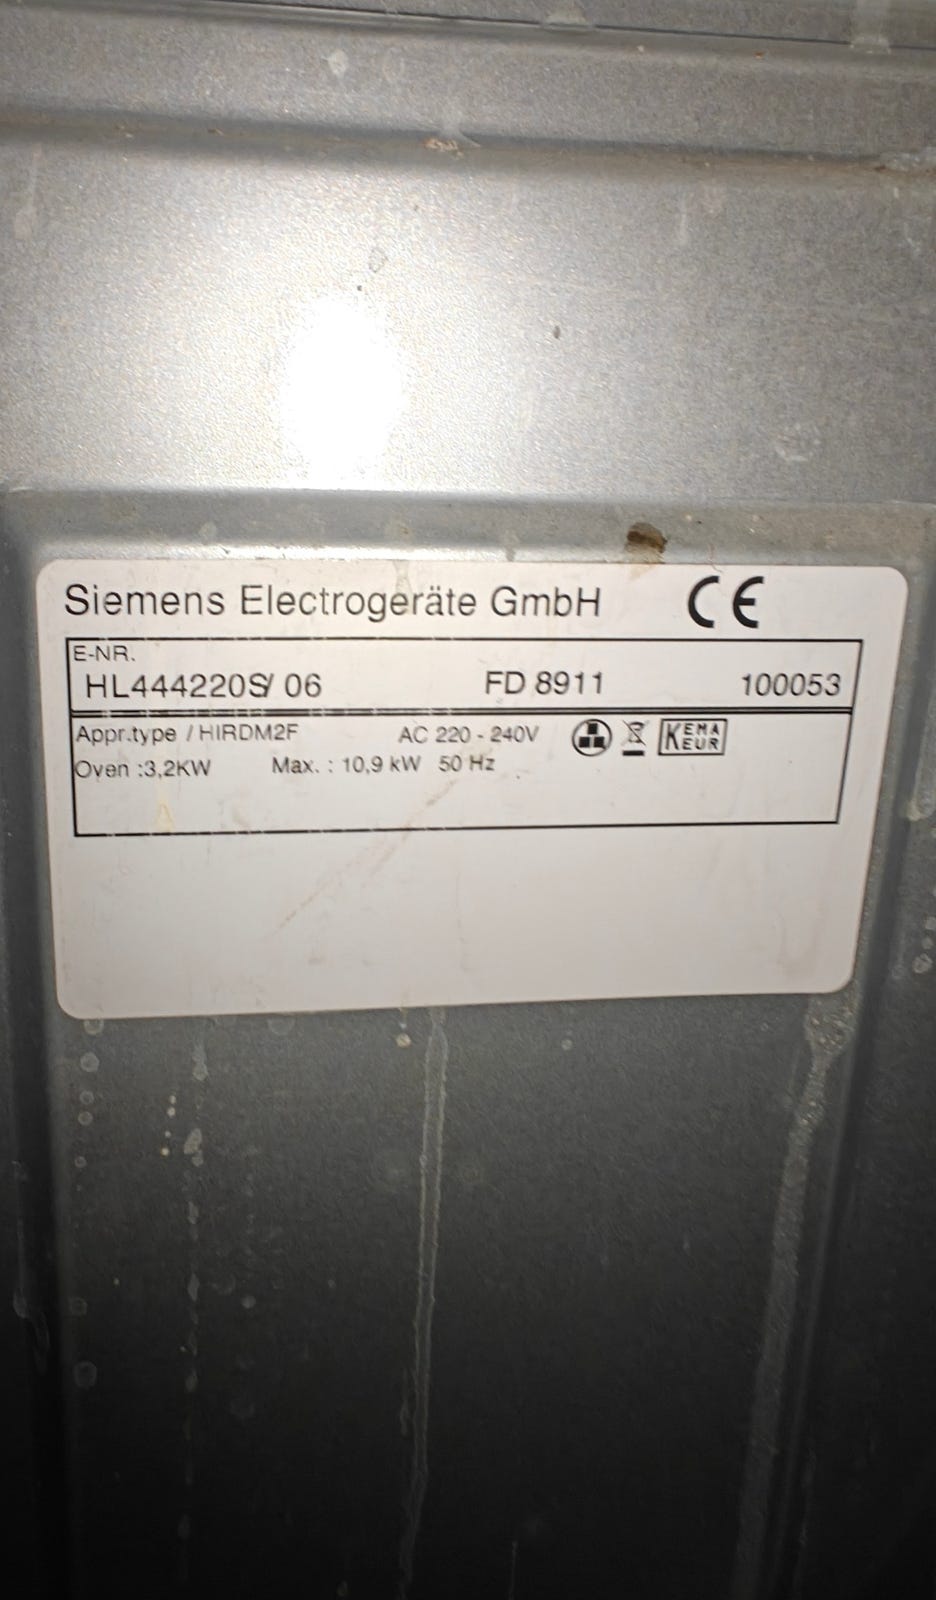 Siemens Electrogeräte GmbH CE
E-NR.
HL444220S/ 06 FD 8911 100053
Appr.type / HIRDM2F AC 220 - 240V KEMA EUR
Oven :3,2KW Max. : 10,9 kW 50 Hz